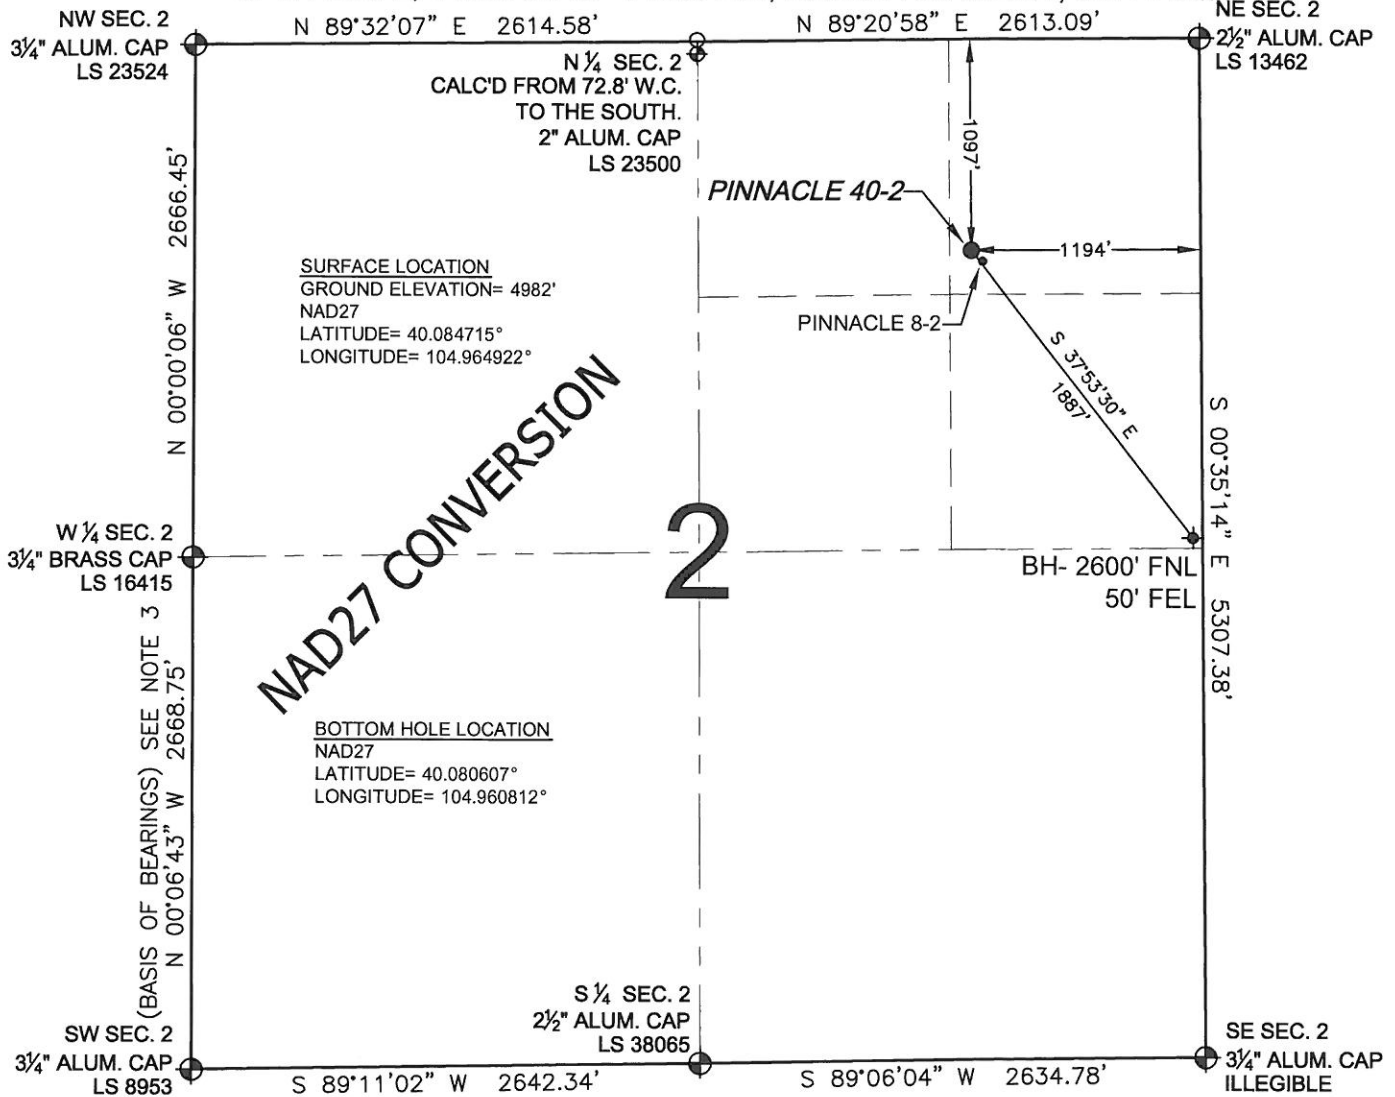 N 89°32'07" E 2614.58'
N 89°20'58" E 2613.09'
NW SEC. 2
3¼" ALUM. CAP
LS 23524
NE SEC. 2
2½" ALUM. CAP
LS 13462
N ¼ SEC. 2
CALC'D FROM 72.8' W.C.
TO THE SOUTH.
2" ALUM. CAP
LS 23500
1097'
PINNACLE 40-2
1194'
PINNACLE 8-2
N 00°00'06" W 2666.45'
SURFACE LOCATION
GROUND ELEVATION= 4982'
NAD27
LATITUDE= 40.084715°
LONGITUDE= 104.964922°
S 37°53'30" E
1887'
NAD27 CONVERSION
S 00°35'14" E 5307.38'
W ¼ SEC. 2
3¼" BRASS CAP
LS 16415
2
BH- 2600' FNL
50' FEL
(BASIS OF BEARINGS) SEE NOTE 3
N 00°06'43" W 2668.75'
BOTTOM HOLE LOCATION
NAD27
LATITUDE= 40.080607°
LONGITUDE= 104.960812°
S ¼ SEC. 2
2½" ALUM. CAP
LS 38065
SW SEC. 2
3¼" ALUM. CAP
LS 8953
SE SEC. 2
3¼" ALUM. CAP
ILLEGIBLE
S 89°11'02" W 2642.34'
S 89°06'04" W 2634.78'